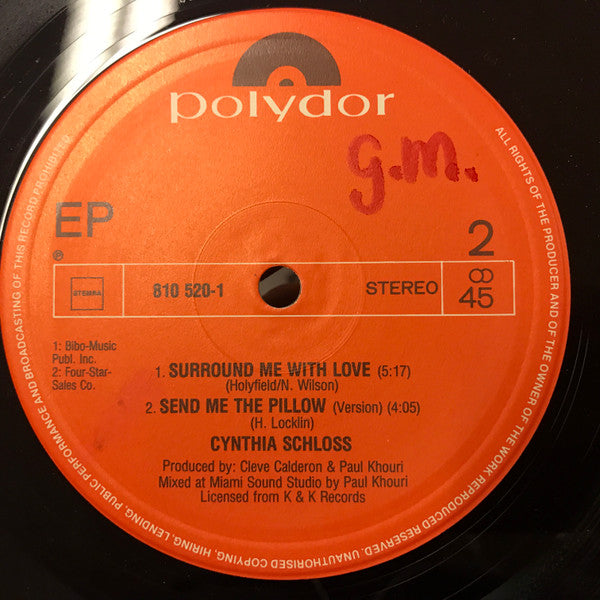 polydor
g.m.
EP
2
℗
STEMRA
810 520-1
STEREO
45
1: Bibo-Music
Publ. Inc.
2: Four-Star-
Sales Co.
1. SURROUND ME WITH LOVE (5:17)
(Holyfield/N. Wilson)
2. SEND ME THE PILLOW (Version) (4:05)
(H. Locklin)
CYNTHIA SCHLOSS
Produced by: Cleve Calderon & Paul Khouri
Mixed at Miami Sound Studio by Paul Khouri
Licensed from K & K Records
ALL RIGHTS OF THE PRODUCER AND OF THE OWNER OF THE WORK REPRODUCED RESERVED. UNAUTHORISED COPYING, HIRING, LENDING, PUBLIC PERFORMANCE AND BROADCASTING OF THIS RECORD PROHIBITED